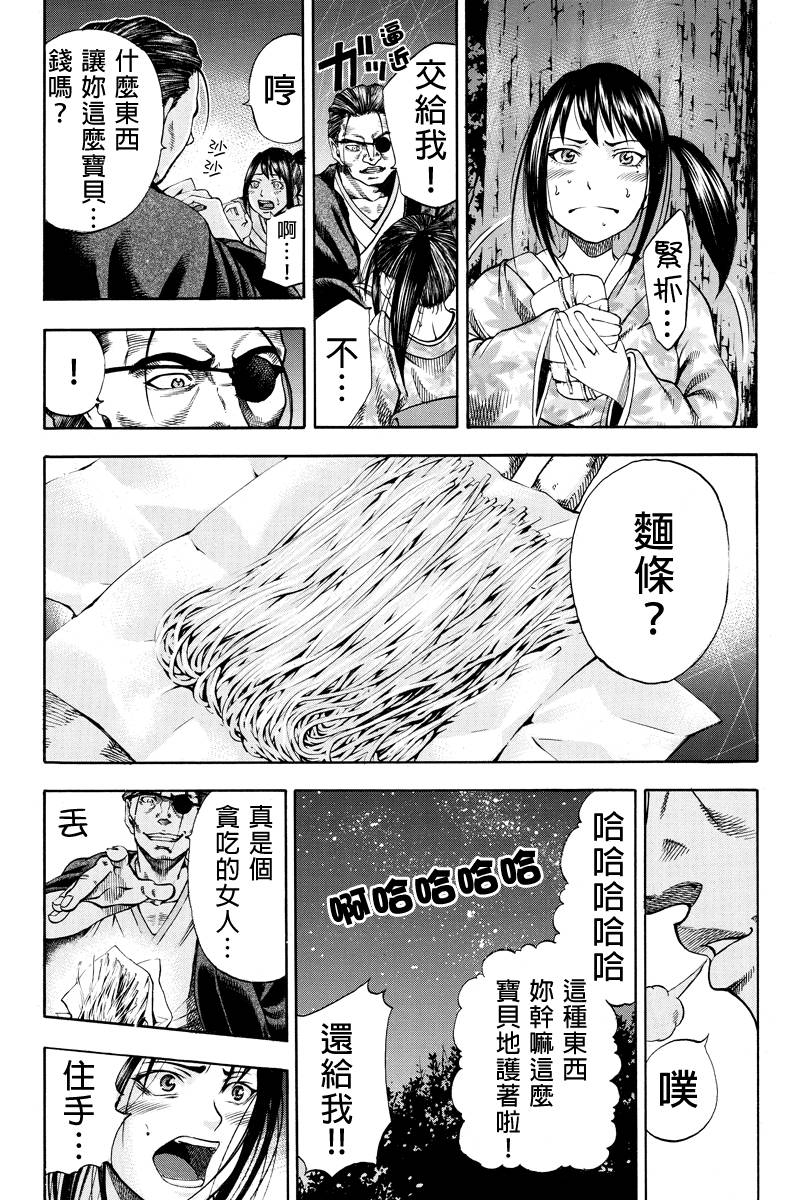 緊抓…
逼近
ガッ
交給我！
不…
哼
什麼東西
讓妳這麼寶貝…
錢嗎？
沙
沙
啊…！
！
麵條？
噗
哈哈哈哈哈
這種東西
妳幹嘛這麼
寶貝地護著啦！
啊哈哈哈哈
還給我!!
真是個
貪吃的女人…
丟
住手…